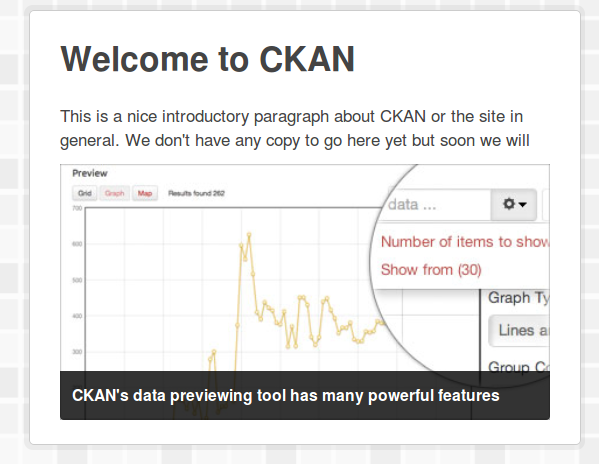 Welcome to CKAN
This is a nice introductory paragraph about CKAN or the site in
general. We don't have any copy to go here yet but soon we will
Preview
Grid Graph Map Results found 262
data ...
700
600
Number of items to show
500
Show from (30)
400
Graph Ty
Lines a
300
Group Co
CKAN's data previewing tool has many powerful features